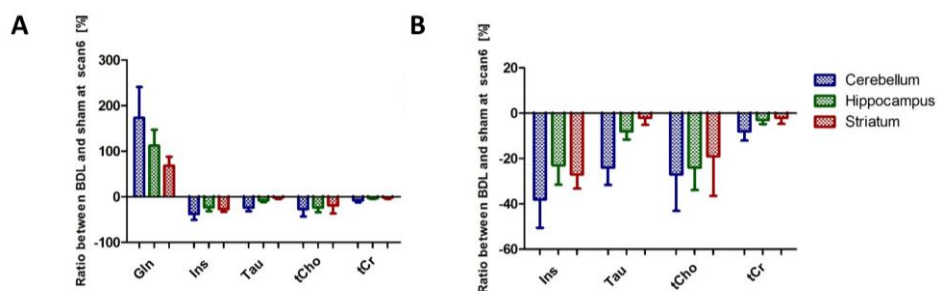 A
Ratio between BDL and sham at scan6 [%]
300
200
100
0
-100
Gln
Ins
Tau
tCho
tCr
B
Ratio between BDL and sham at scan6 [%]
20
0
-20
-40
-60
Ins
Tau
tCho
tCr
Cerebellum
Hippocampus
Striatum